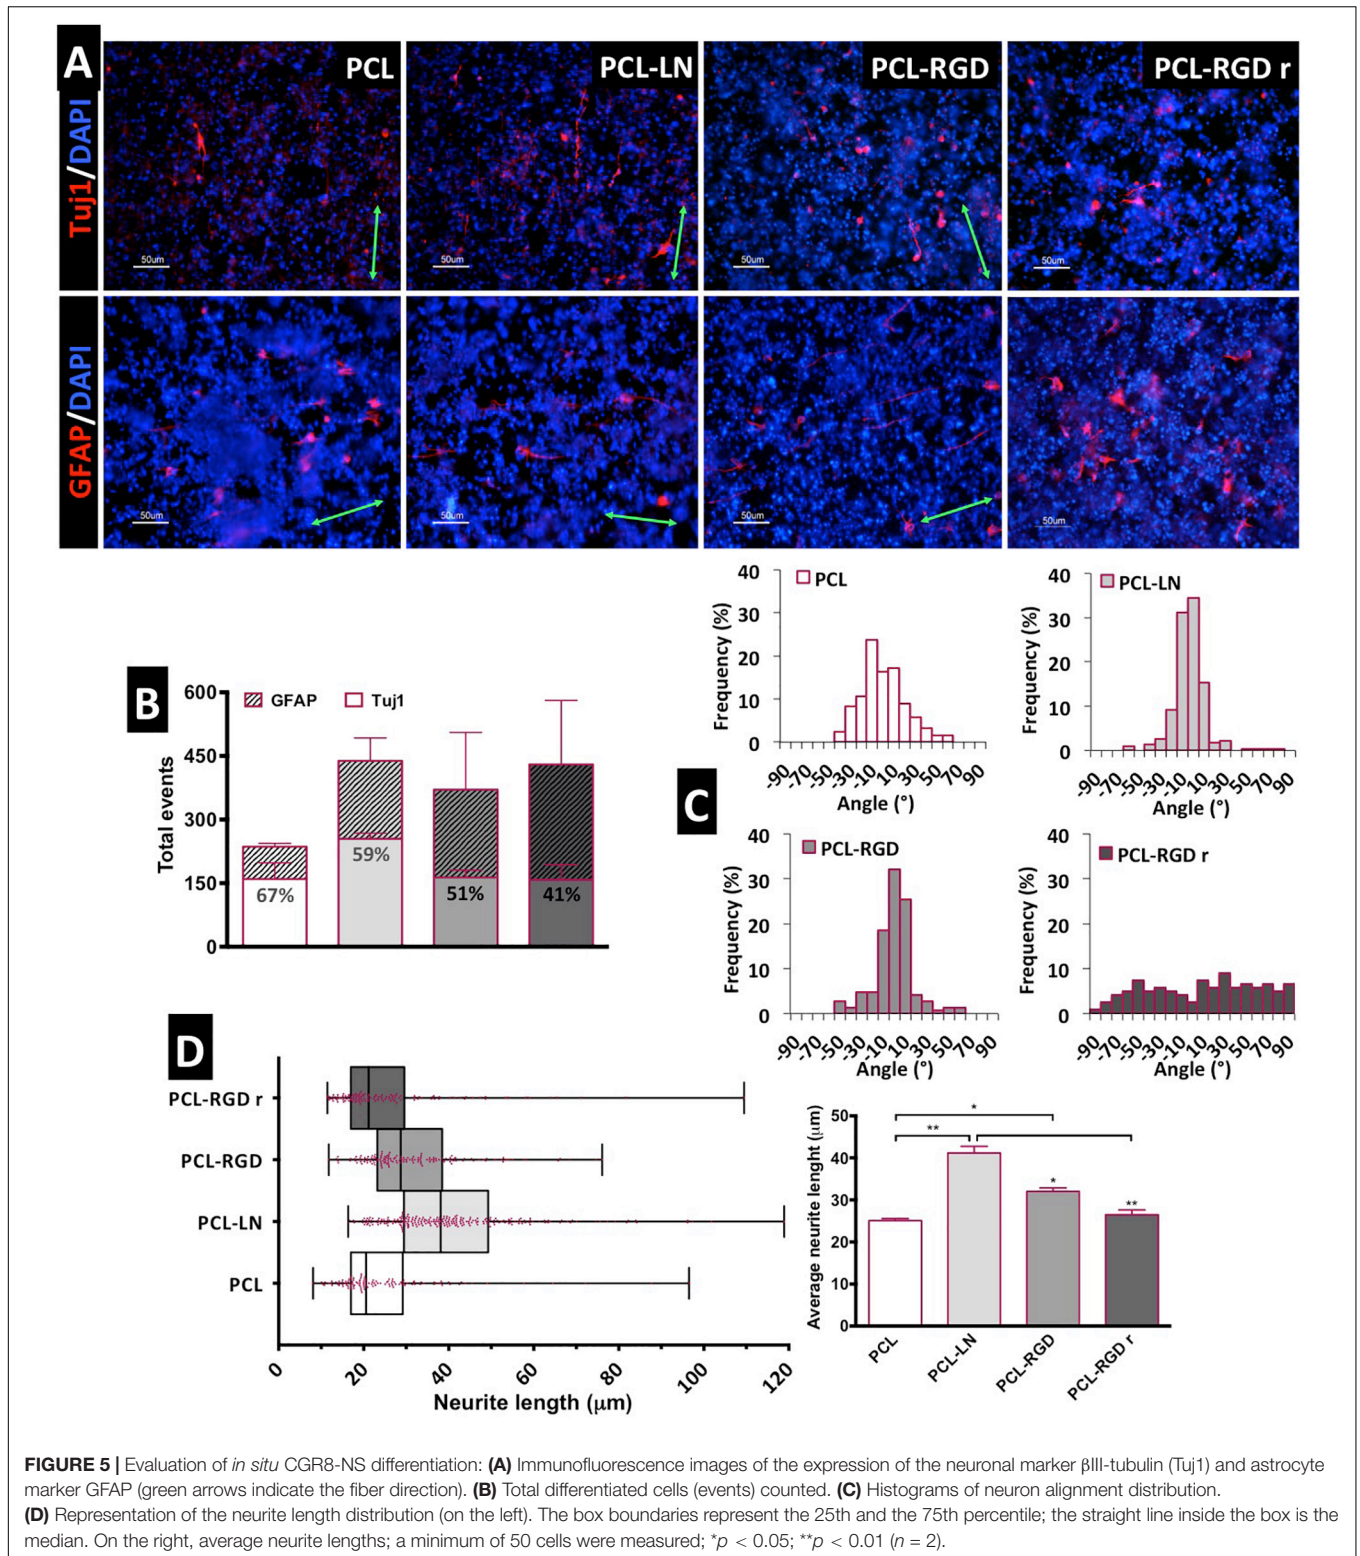 A
PCL
PCL-LN
PCL-RGD
PCL-RGD r
Tuj1/DAPI
50um
50um
50um
50um
GFAP/DAPI
50um
50um
50um
50um
B
GFAP
Tuj1
Total events
600
450
300
150
0
67%
59%
51%
41%
C
PCL
Frequency (%)
40
30
20
10
0
-90
-70
-50
-30
-10
10
30
50
70
90
Angle (°)
PCL-LN
Frequency (%)
40
30
20
10
0
-90
-70
-50
-30
-10
10
30
50
70
90
Angle (°)
PCL-RGD
Frequency (%)
40
30
20
10
0
-90
-70
-50
-30
-10
10
30
50
70
90
Angle (°)
PCL-RGD r
Frequency (%)
40
30
20
10
0
-90
-70
-50
-30
-10
10
30
50
70
90
Angle (°)
D
PCL-RGD r
PCL-RGD
PCL-LN
PCL
0
20
40
60
80
100
120
Neurite length (μm)
Average neurite lenght (μm)
50
40
30
20
10
0
*
**
*
**
PCL
PCL-LN
PCL-RGD
PCL-RGD r
FIGURE 5 | Evaluation of in situ CGR8-NS differentiation: (A) Immunofluorescence images of the expression of the neuronal marker βIII-tubulin (Tuj1) and astrocyte
marker GFAP (green arrows indicate the fiber direction). (B) Total differentiated cells (events) counted. (C) Histograms of neuron alignment distribution.
(D) Representation of the neurite length distribution (on the left). The box boundaries represent the 25th and the 75th percentile; the straight line inside the box is the
median. On the right, average neurite lengths; a minimum of 50 cells were measured; *p < 0.05; **p < 0.01 (n = 2).